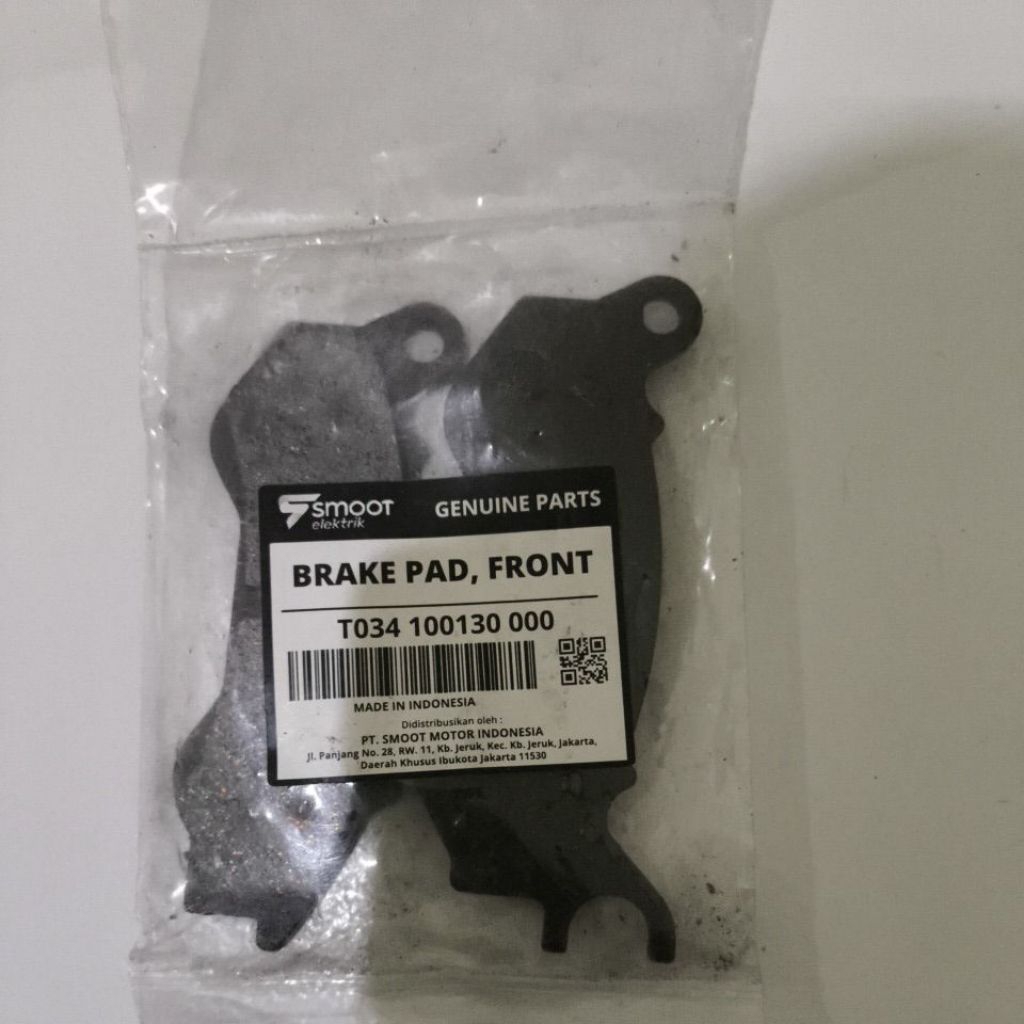 SMOOT
elektrik
GENUINE PARTS
BRAKE PAD, FRONT
T034 100130 000
MADE IN INDONESIA
Didistribusikan oleh :
PT. SMOOT MOTOR INDONESIA
Jl. Panjang No. 28, RW. 11, Kb. Jeruk, Kec. Kb. Jeruk, Jakarta,
Daerah Khusus Ibukota Jakarta 11530